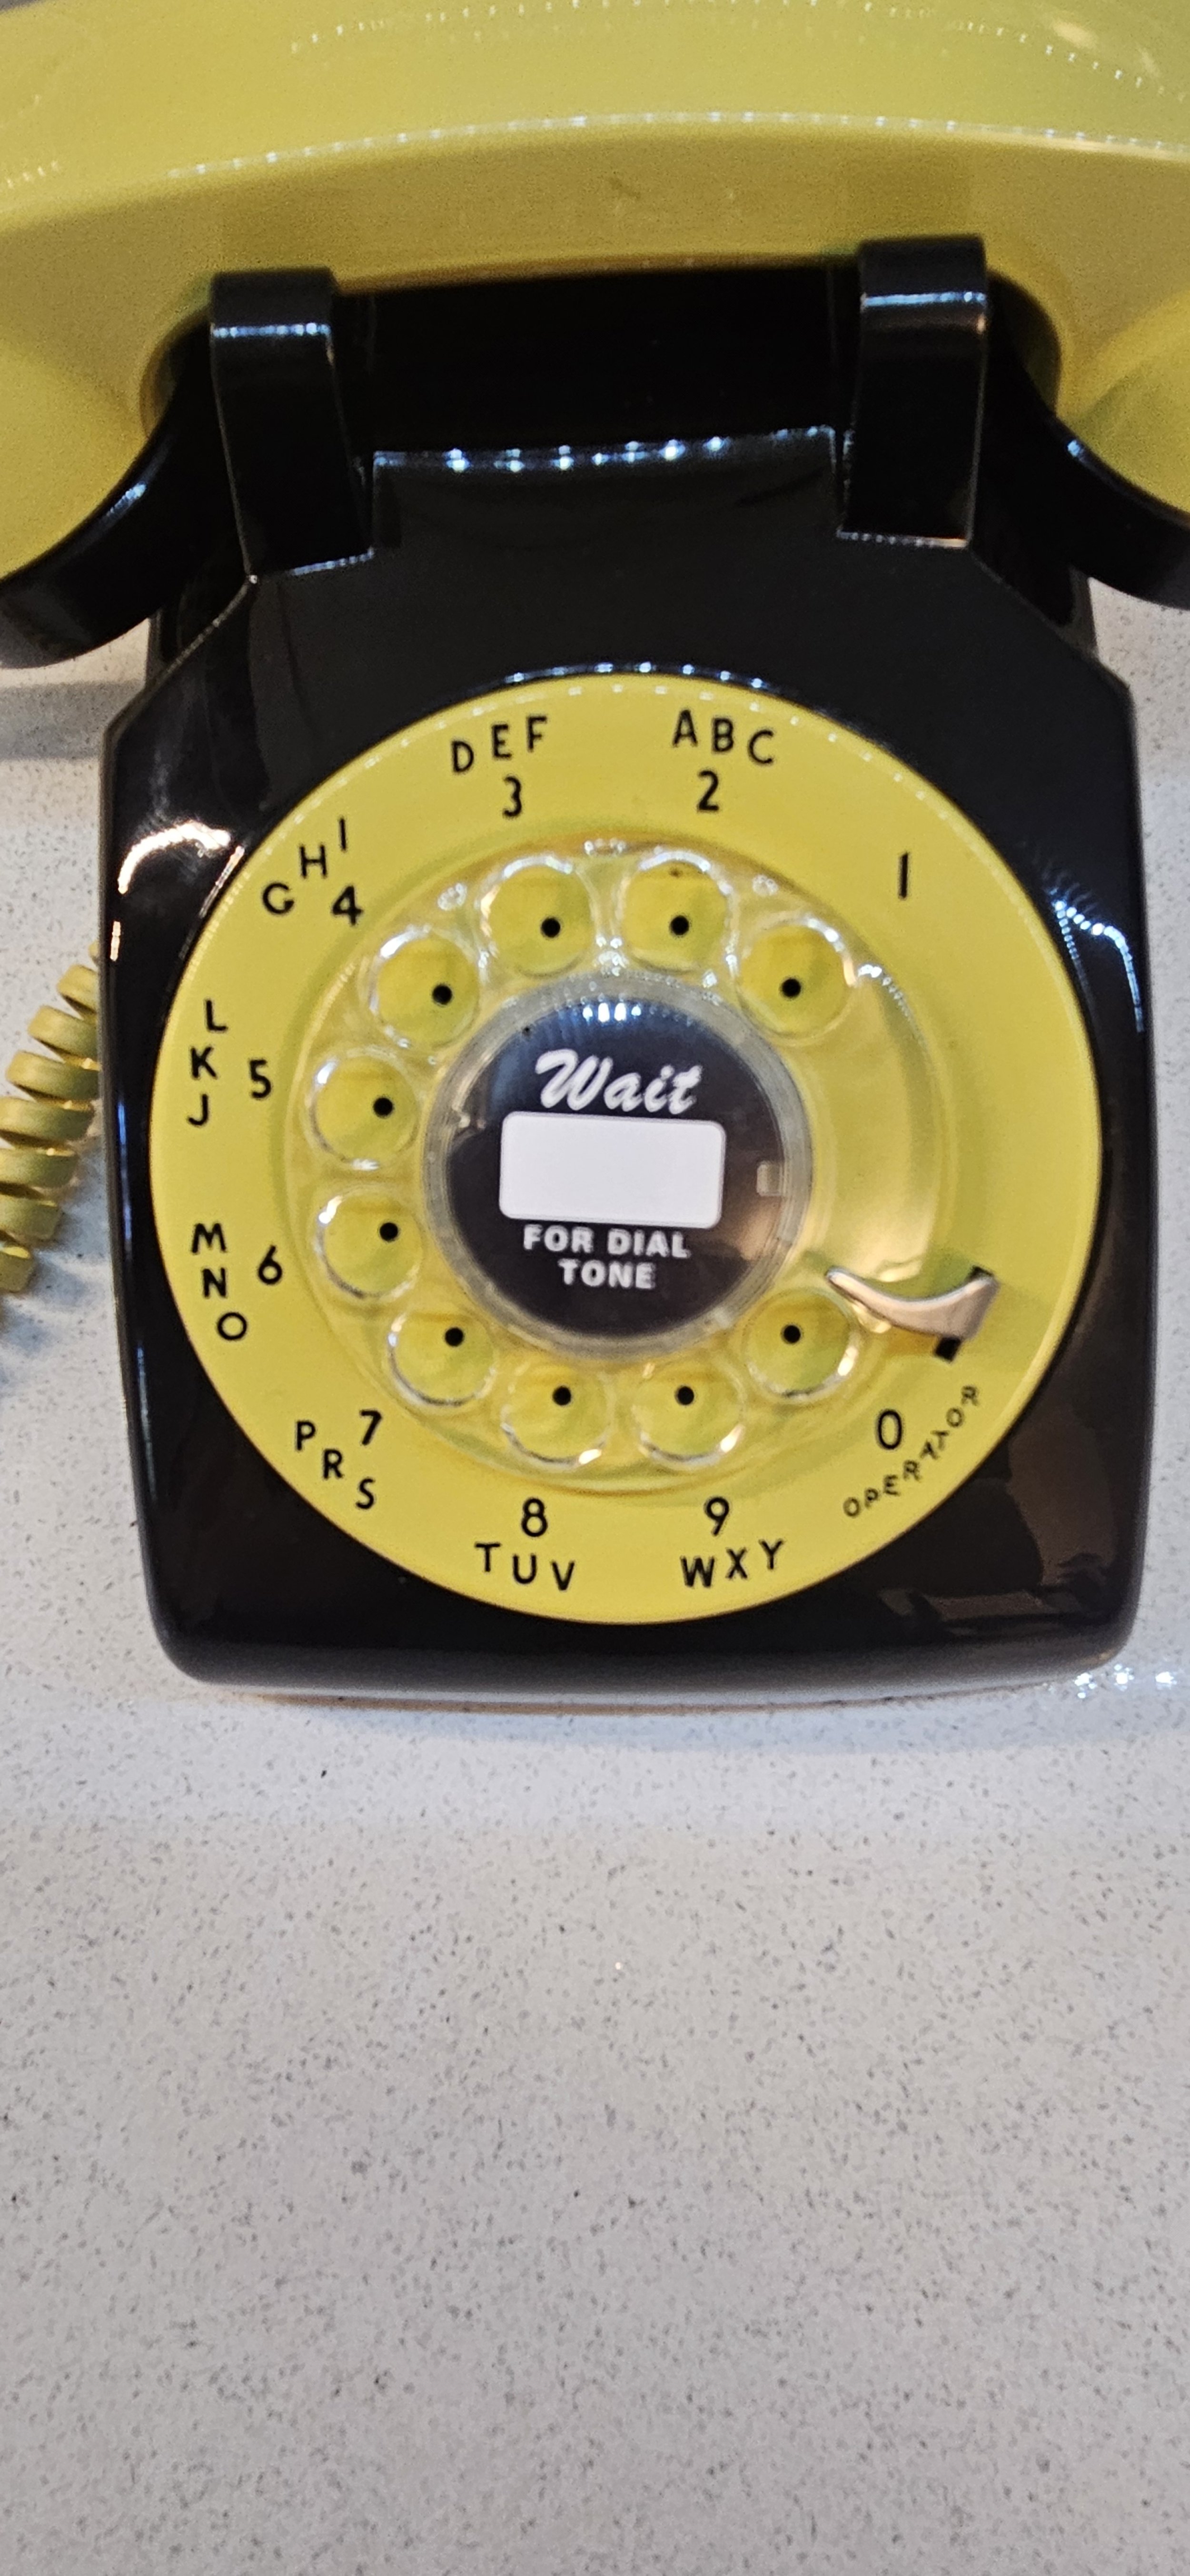 ABC
2
DEF
3
1
GHI
4
JKL
5
Wait
FOR DIAL
TONE
MNO
6
PRS
7
TUV
8
WXY
9
0
OPERATOR